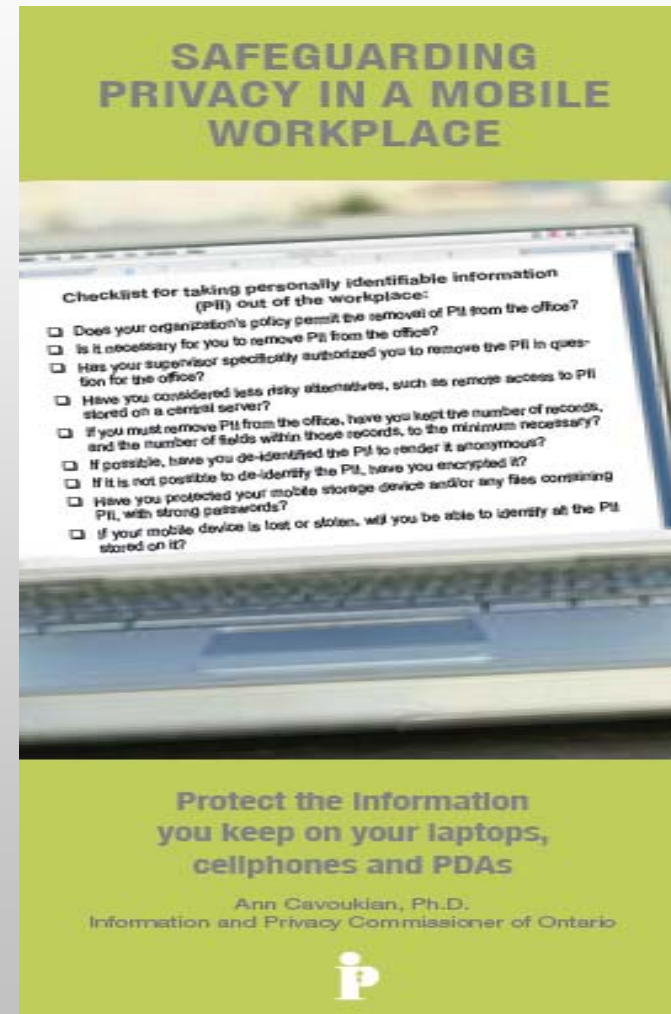 SAFEGUARDING
PRIVACY IN A MOBILE
WORKPLACE
Checklist for taking personally identifiable information
(PII) out of the workplace:
❏ Does your organization's policy permit the removal of PII from the office?
❏ Is it necessary for you to remove PII from the office?
❏ Has your supervisor specifically authorized you to remove the PII in ques-
tion for the office?
❏ Have you considered less risky alternatives, such as remote access to PII
stored on a central server?
❏ If you must remove PII from the office, have you kept the number of records,
and the number of fields within those records, to the minimum necessary?
❏ If possible, have you de-identified the PII to render it anonymous?
❏ If it is not possible to de-identify the PII, have you encrypted it?
❏ Have you protected your mobile storage device and/or any files containing
PII, with strong passwords?
❏ If your mobile device is lost or stolen, will you be able to identify all the PII
stored on it?
Protect the information
you keep on your laptops,
cellphones and PDAs
Ann Cavoukian, Ph.D.
Information and Privacy Commissioner of Ontario
iP